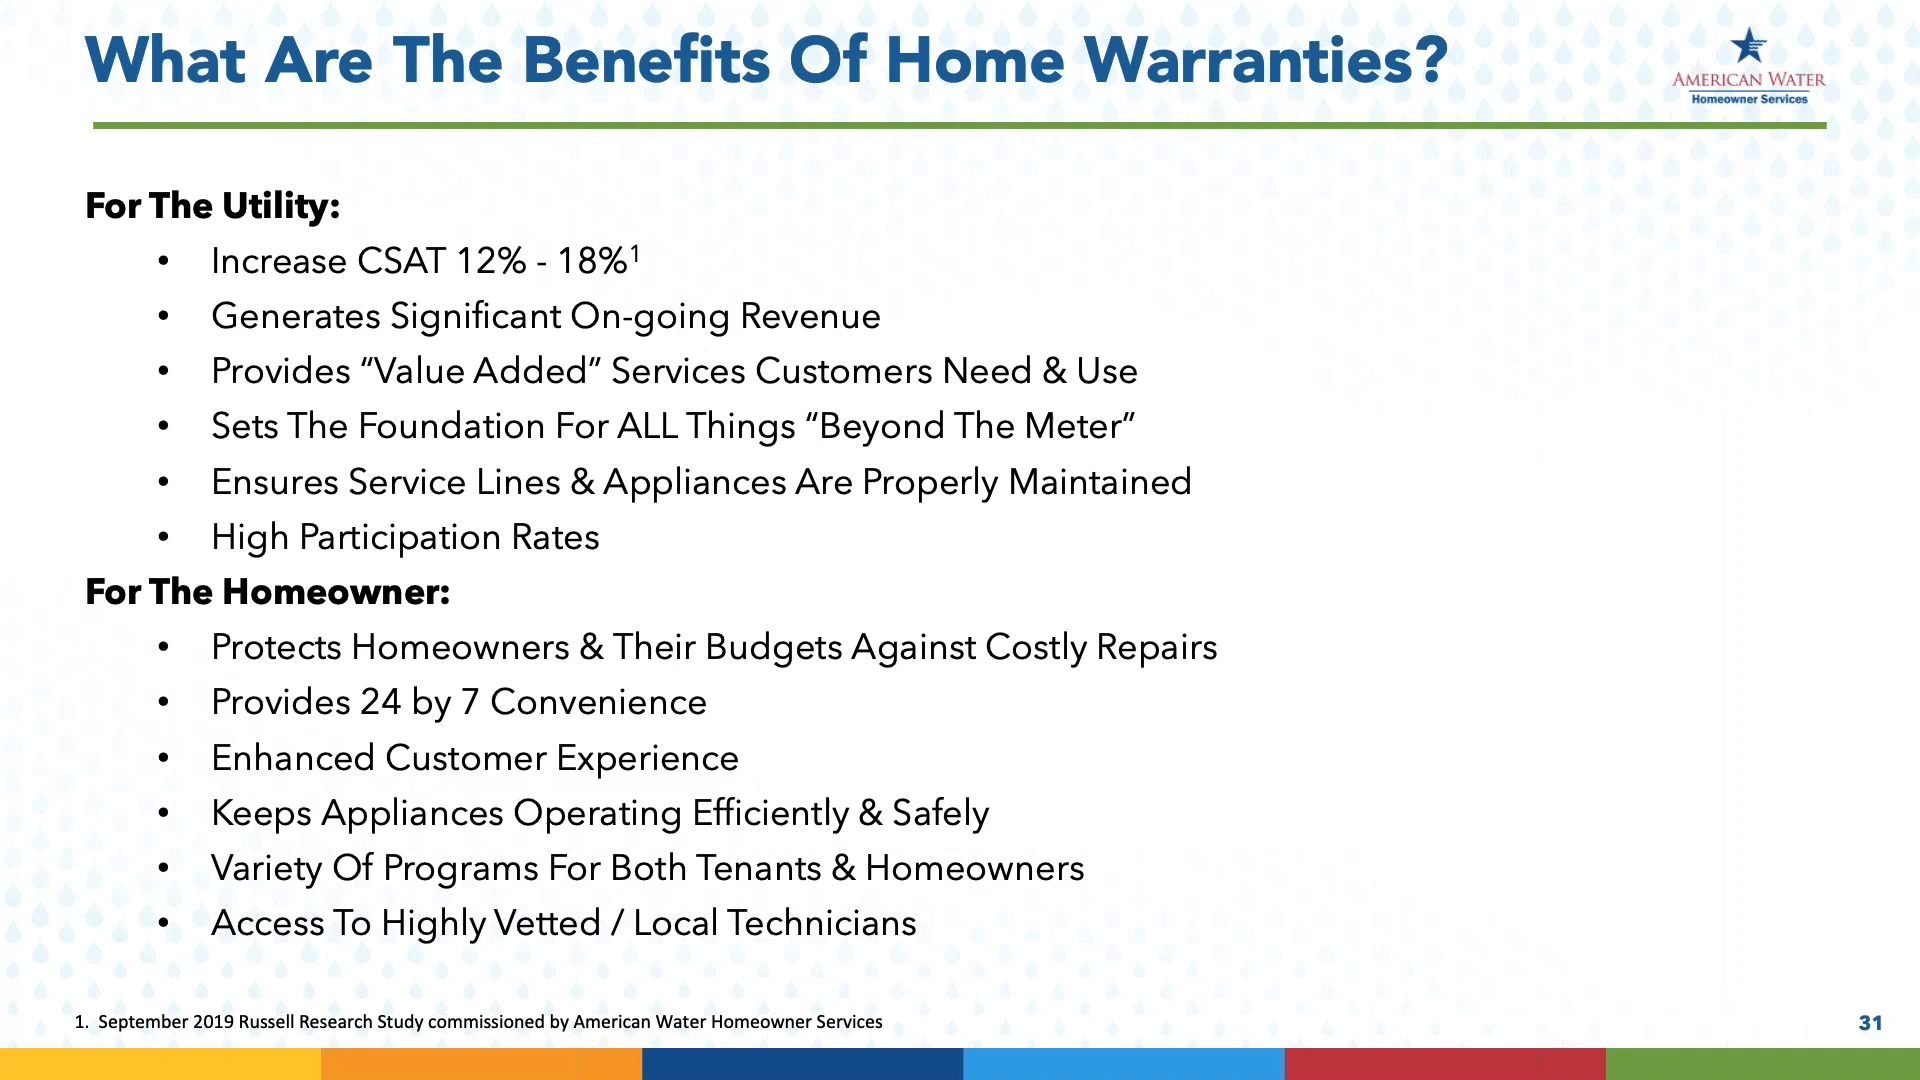 What Are The Benefits Of Home Warranties?
AMERICAN WATER
Homeowner Services
For The Utility:
• Increase CSAT 12% - 18%¹
• Generates Significant On-going Revenue
• Provides “Value Added” Services Customers Need & Use
• Sets The Foundation For ALL Things “Beyond The Meter”
• Ensures Service Lines & Appliances Are Properly Maintained
• High Participation Rates
For The Homeowner:
• Protects Homeowners & Their Budgets Against Costly Repairs
• Provides 24 by 7 Convenience
• Enhanced Customer Experience
• Keeps Appliances Operating Efficiently & Safely
• Variety Of Programs For Both Tenants & Homeowners
• Access To Highly Vetted / Local Technicians
1. September 2019 Russell Research Study commissioned by American Water Homeowner Services
31